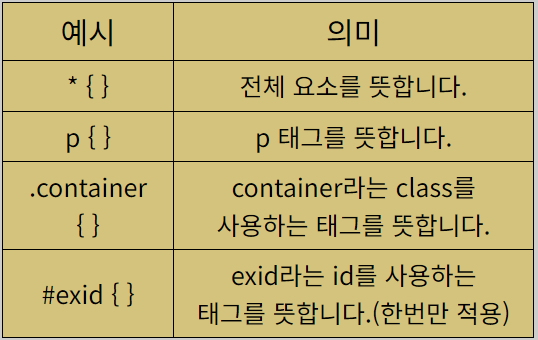 예시 의미
* { } 전체 요소를 뜻합니다.
p { } p 태그를 뜻합니다.
.container
{ }
container라는 class를
사용하는 태그를 뜻합니다.
#exid { }
exid라는 id를 사용하는
태그를 뜻합니다.(한번만 적용)